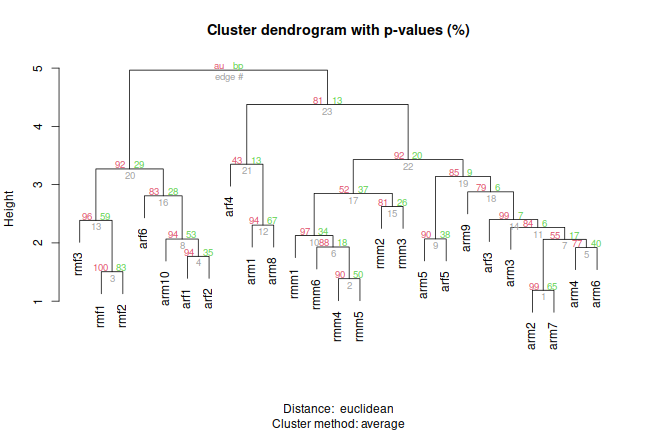 Cluster dendrogram with p-values (%)
au bp
edge #
81 13
23
92 29
20
43 13
21
92 20
22
96 59
13
83 28
16
94 67
12
52 37
17
85 9
19
100 83
3
94 53
8
94 35
4
97 34
10
88 18
6
90 50
2
81 26
15
90 38
9
79 6
18
99 7
14
84 6
11
55 17
7
77 40
5
99 65
1
rmf3
rmf1
rmf2
arf6
arm10
arf1
arf2
arf4
arm1
arm8
rmm1
rmm6
rmm4
rmm5
rmm2
rmm3
arm5
arf5
arm9
arf3
arm3
arm2
arm7
arm4
arm6
Height
5
4
3
2
1
Distance: euclidean
Cluster method: average